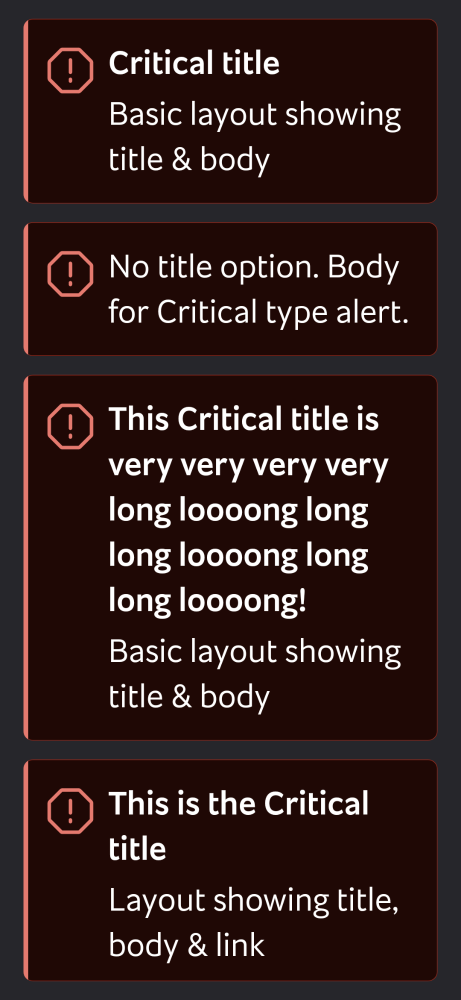 Critical title
Basic layout showing
title & body
No title option. Body
for Critical type alert.
This Critical title is
very very very very
long loooong long
long loooong long
long loooong!
Basic layout showing
title & body
This is the Critical
title
Layout showing title,
body & link